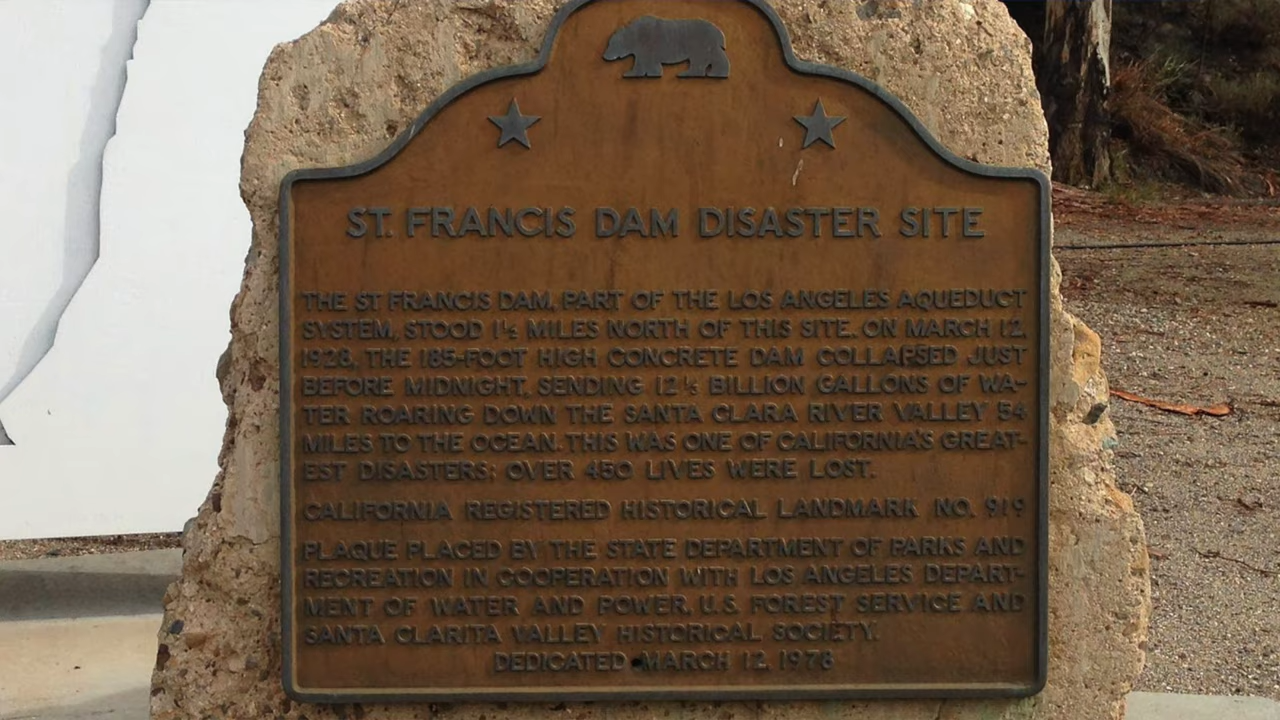 ST. FRANCIS DAM DISASTER SITE
THE ST. FRANCIS DAM, PART OF THE LOS ANGELES AQUEDUCT
SYSTEM, STOOD 1½ MILES NORTH OF THIS SITE. ON MARCH 12,
1928, THE 185-FOOT HIGH CONCRETE DAM COLLAPSED JUST
BEFORE MIDNIGHT, SENDING 12½ BILLION GALLONS OF WA-
TER ROARING DOWN THE SANTA CLARA RIVER VALLEY 54
MILES TO THE OCEAN. THIS WAS ONE OF CALIFORNIA'S GREAT-
EST DISASTERS; OVER 450 LIVES WERE LOST.
CALIFORNIA REGISTERED HISTORICAL LANDMARK NO. 919
PLAQUE PLACED BY THE STATE DEPARTMENT OF PARKS AND
RECREATION IN COOPERATION WITH LOS ANGELES DEPART-
MENT OF WATER AND POWER, U.S. FOREST SERVICE AND
SANTA CLARITA VALLEY HISTORICAL SOCIETY.
DEDICATED MARCH 12, 1978